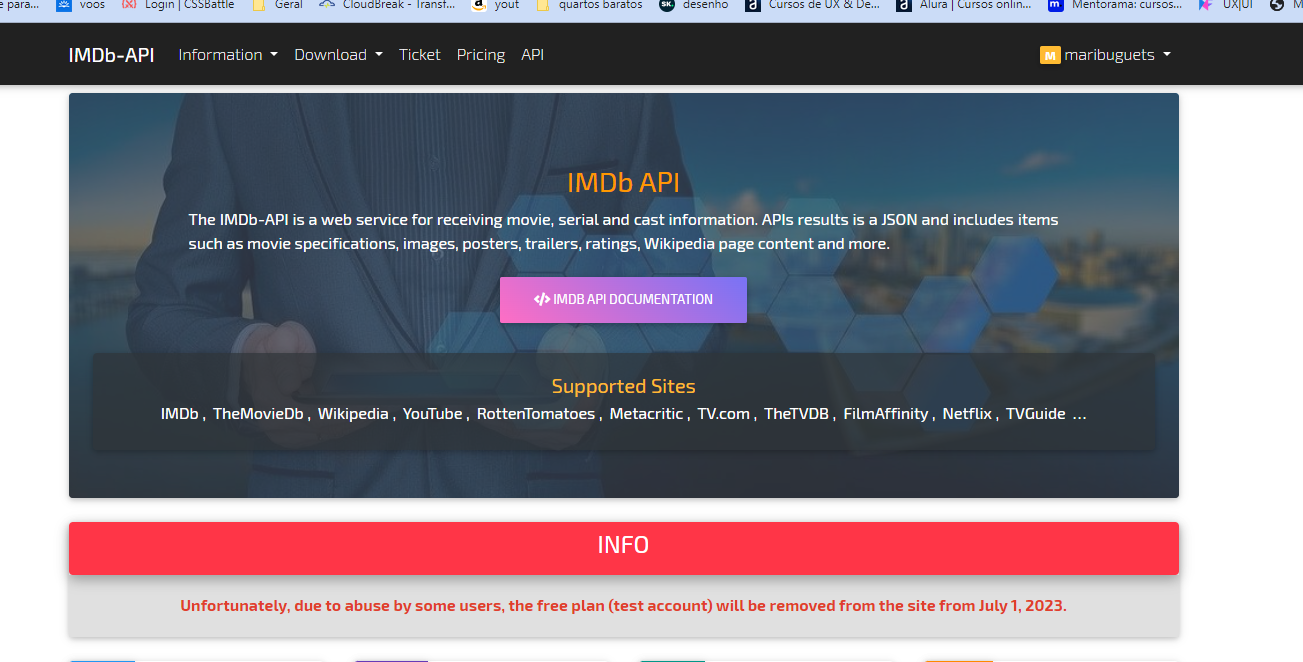 para... voos Login | CSSBattle Geral CloudBreak - Transf... yout quartos baratos desenho Cursos de UX & De... Alura | Cursos onlin... Mentorama: cursos... UX|UI
IMDb-API Information Download Ticket Pricing API M maribuguets
IMDb API
The IMDb-API is a web service for receiving movie, serial and cast information. APIs results is a JSON and includes items
such as movie specifications, images, posters, trailers, ratings, Wikipedia page content and more.
</> IMDB API DOCUMENTATION
Supported Sites
IMDb , TheMovieDb , Wikipedia , YouTube , RottenTomatoes , Metacritic , TV.com , TheTVDB , FilmAffinity , Netflix , TVGuide ...
INFO
Unfortunately, due to abuse by some users, the free plan (test account) will be removed from the site from July 1, 2023.